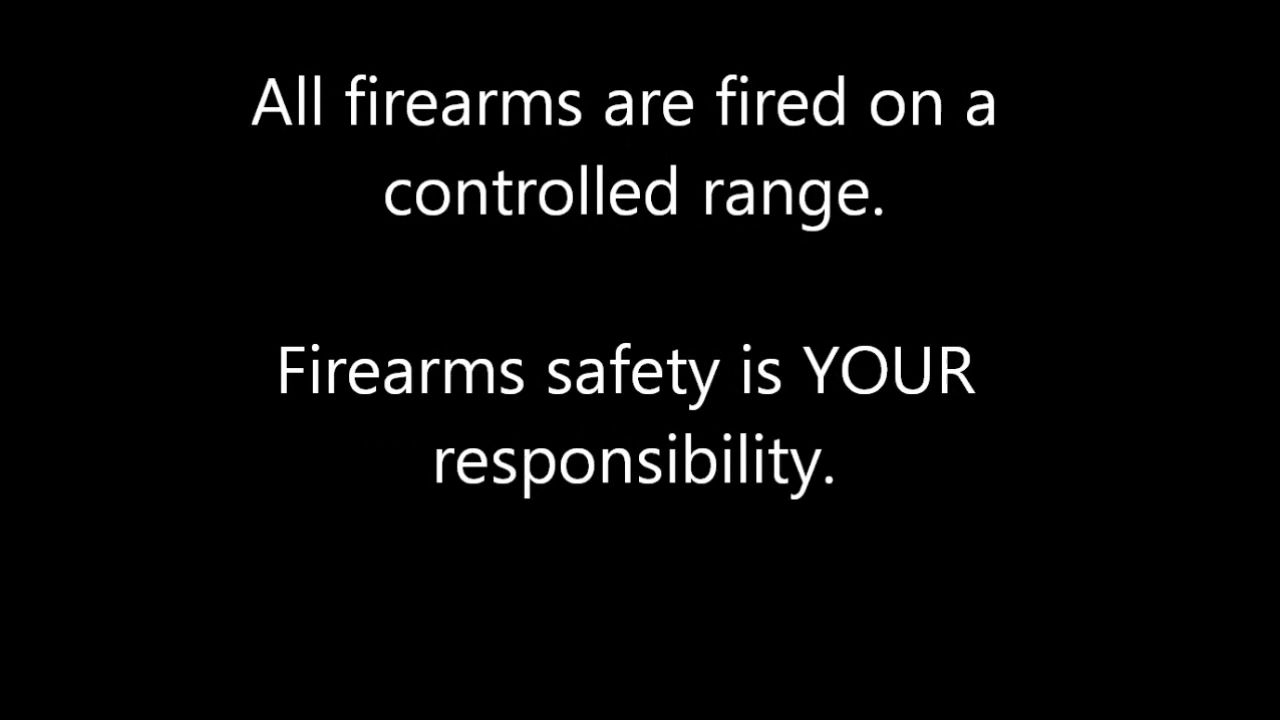 All firearms are fired on a
controlled range.
Firearms safety is YOUR
responsibility.